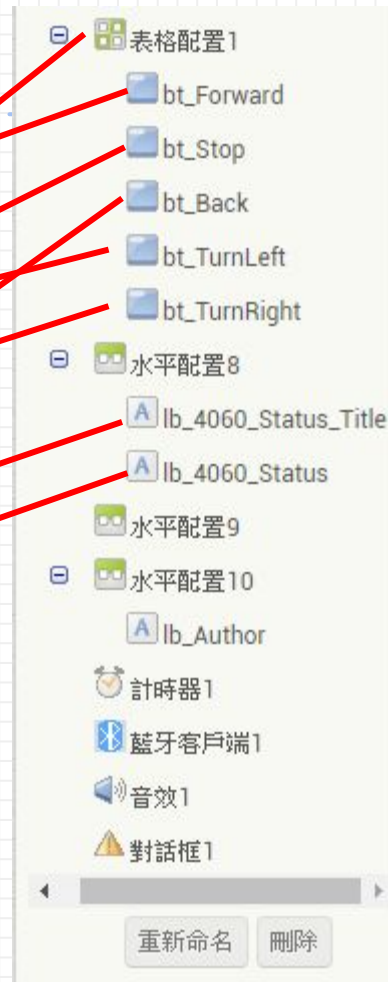 表格配置1
bt_Forward
bt_Stop
bt_Back
bt_TurnLeft
bt_TurnRight
水平配置8
lb_4060_Status_Title
lb_4060_Status
水平配置9
水平配置10
lb_Author
計時器1
藍牙客戶端1
音效1
對話框1
重新命名 刪除